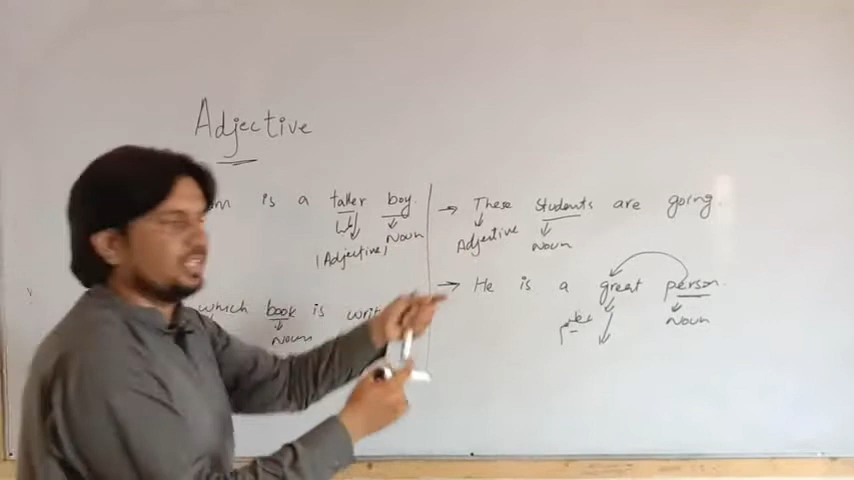 Adjective
is a taller boy.
(Adjective) Noun
which book is
Noun
→ These students are going.
Adjective Noun
→ He is a great person.
Noun